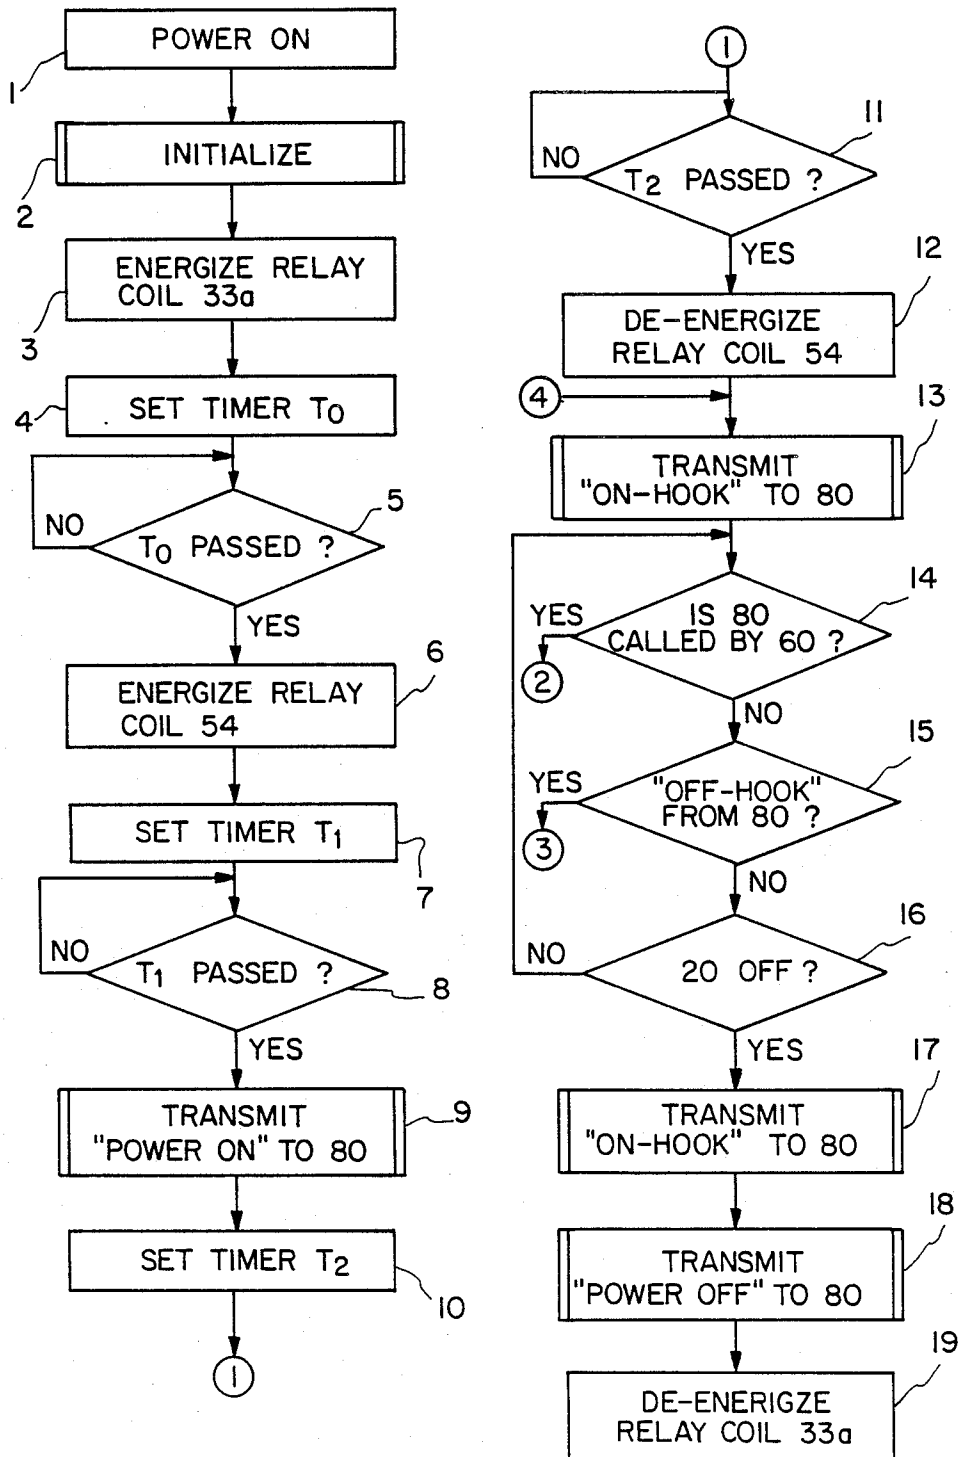 POWER ON
1
INITIALIZE
2
ENERGIZE RELAY
COIL 33a
3
SET TIMER T0
4
T0 PASSED ?
5
NO
YES
ENERGIZE RELAY
COIL 54
6
SET TIMER T1
7
T1 PASSED ?
8
NO
YES
TRANSMIT
"POWER ON" TO 80
9
SET TIMER T2
10
1
1
T2 PASSED ?
11
NO
YES
DE-ENERGIZE
RELAY COIL 54
12
4
TRANSMIT
"ON-HOOK" TO 80
13
IS 80
CALLED BY 60 ?
14
YES
2
NO
"OFF-HOOK"
FROM 80 ?
15
YES
3
NO
20 OFF ?
16
NO
YES
TRANSMIT
"ON-HOOK" TO 80
17
TRANSMIT
"POWER OFF" TO 80
18
DE-ENERIGZE
RELAY COIL 33a
19